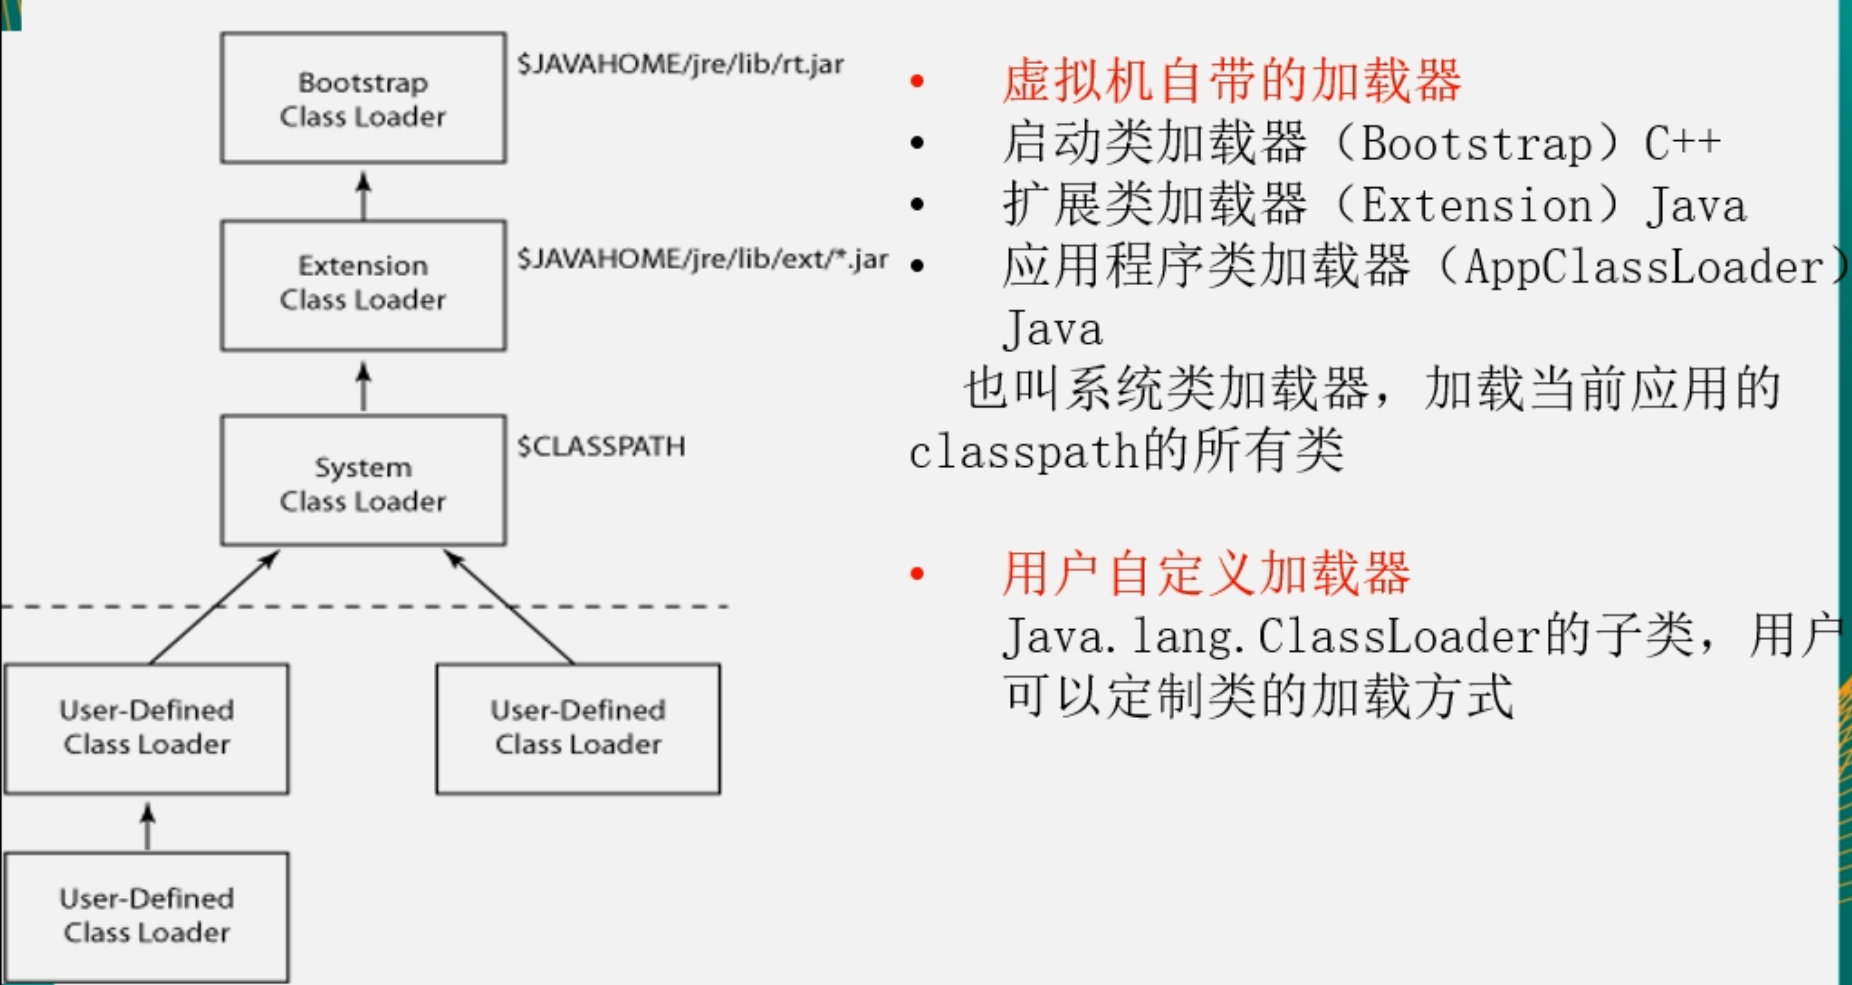 Bootstrap
Class Loader
$JAVAHOME/jre/lib/rt.jar
Extension
Class Loader
$JAVAHOME/jre/lib/ext/*.jar
System
Class Loader
$CLASSPATH
User-Defined
Class Loader
User-Defined
Class Loader
User-Defined
Class Loader
• 虚拟机自带的加载器
• 启动类加载器（Bootstrap）C++
• 扩展类加载器（Extension）Java
• 应用程序类加载器（AppClassLoader）
Java
也叫系统类加载器，加载当前应用的
classpath的所有类
• 用户自定义加载器
Java.lang.ClassLoader的子类，用户
可以定制类的加载方式